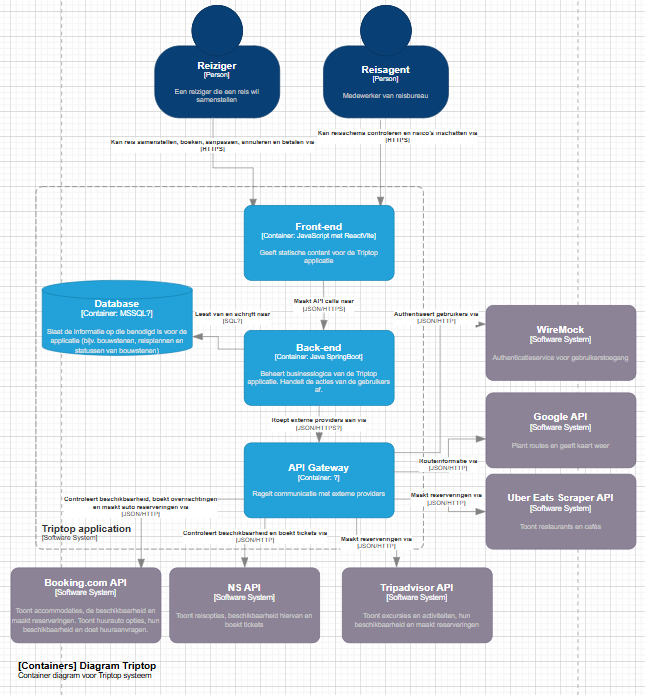 Reiziger
[Person]
Een reiziger die een reis wil
samenstellen
Reisagent
[Person]
Medewerker van reisbureau
Kan reis samenstellen, boeken, aanpassen, annuleren en betalen via
[HTTPS]
Kan reisschema controleren en risico's inschatten via
[HTTPS]
Front-end
[Container: JavaScript met ReactVite]
Geeft statische content voor de Triptop
applicatie
Maakt API calls naar
[JSON/HTTPS]
Database
[Container: MSSQL?]
Slaat de informatie op die benodigd is voor de
applicatie (bijv. bouwstenen, reisplannen en
statussen van bouwstenen)
Leest van en schrijft naar
[SQL?]
Back-end
[Container: Java SpringBoot]
Beheert businesslogica van de Triptop
applicatie. Handelt de acties van de gebruikers
af.
Authentiseert gebruikers via
[JSON/HTTP]
WireMock
[Software System]
Authenticatieservice voor gebruikerstoegang
Roept externe providers aan via
[JSON/HTTPS?]
Google API
[Software System]
Plant routes en geeft kaart weer
API Gateway
[Container: ?]
Regelt communicatie met externe providers
Routeinformatie via
[JSON/HTTP]
Maakt reserveringen via
[JSON/HTTP]
Uber Eats Scraper API
[Software System]
Toont restaurants en cafés
Controleert beschikbaarheid, boekt overnachtingen
en maakt auto reserveringen via
[JSON/HTTP]
Triptop application
[Software System]
Controleert beschikbaarheid en boekt tickets via
[JSON/HTTP]
Maakt reserveringen via
[JSON/HTTP]
Booking.com API
[Software System]
Toont accommodaties, de beschikbaarheid en
maakt reserveringen. Toont huurauto opties, hun
beschikbaarheid en doet huuraanvragen.
NS API
[Software System]
Toont reisopties, beschikbaarheid hiervan en
boekt tickets
Tripadvisor API
[Software System]
Toont excursies en activiteiten, hun
beschikbaarheid en maakt reserveringen
[Containers] Diagram Triptop
Container diagram voor Triptop systeem